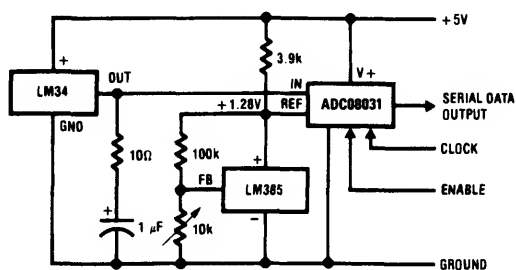 +5V
+
3.9k
V+
OUT
IN
LM34
+1.28V
REF
ADC08031
SERIAL DATA
OUTPUT
GND
CLOCK
10Ω
100k
+
FB
LM385
ENABLE
+
1 μF
10k
−
GROUND